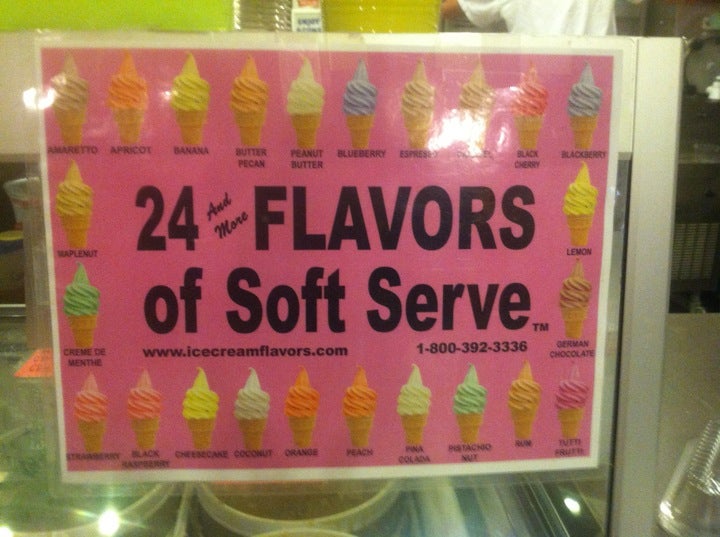 ENJOY
AMARETTO APRICOT BANANA BUTTER PECAN PEANUT BUTTER BLUEBERRY ESPRESSO BLACK CHERRY BLACKBERRY
24 And More FLAVORS
of Soft Serve TM
MAPLENUT
LEMON
CREME DE MENTHE
GERMAN CHOCOLATE
www.icecreamflavors.com 1-800-392-3336
STRAWBERRY BLACK RASPBERRY CHEESECAKE COCONUT ORANGE PEACH PINA COLADA PISTACHIO NUT RUM TUTTI FRUTTI